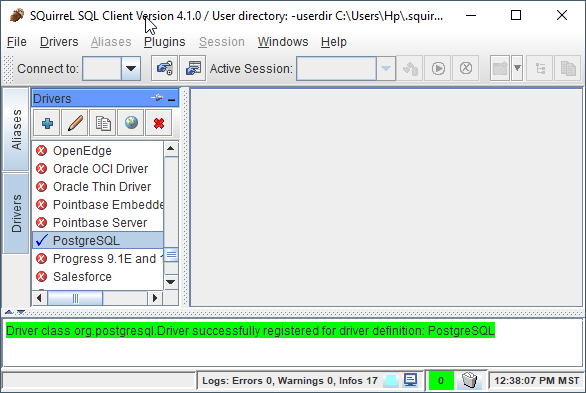 SQuirreL SQL Client Version 4.1.0 / User directory: -userdir C:\Users\Hp\.squir...
File Drivers Aliases Plugins Session Windows Help
Connect to: Active Session:
Aliases
Drivers
Drivers
OpenEdge
Oracle OCI Driver
Oracle Thin Driver
Pointbase Embedde
Pointbase Server
PostgreSQL
Progress 9.1E and 1
Salesforce
Driver class org.postgresql.Driver successfully registered for driver definition: PostgreSQL
Logs: Errors 0, Warnings 0, Infos 17 0 12:38:07 PM MST